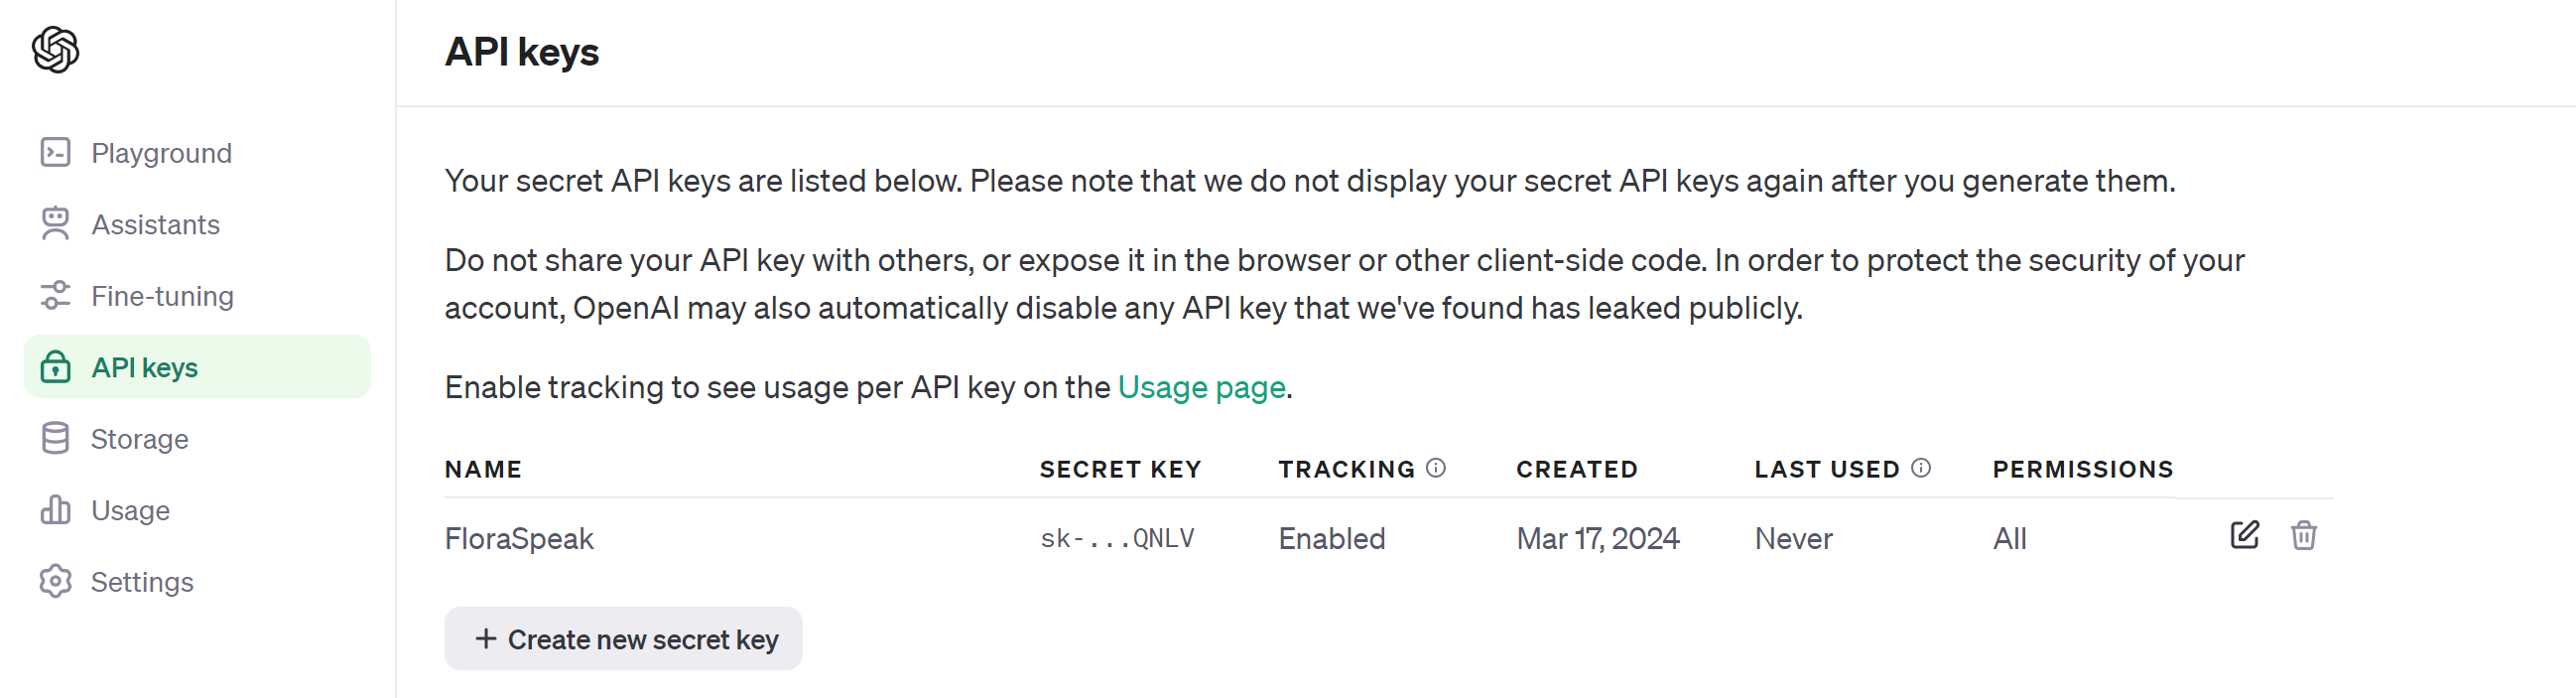 API keys
Playground
Assistants
Fine-tuning
API keys
Storage
Usage
Settings
Your secret API keys are listed below. Please note that we do not display your secret API keys again after you generate them.
Do not share your API key with others, or expose it in the browser or other client-side code. In order to protect the security of your
account, OpenAI may also automatically disable any API key that we've found has leaked publicly.
Enable tracking to see usage per API key on the Usage page.
NAME SECRET KEY TRACKING CREATED LAST USED PERMISSIONS
FloraSpeak sk-...QNLV Enabled Mar 17, 2024 Never All
+ Create new secret key